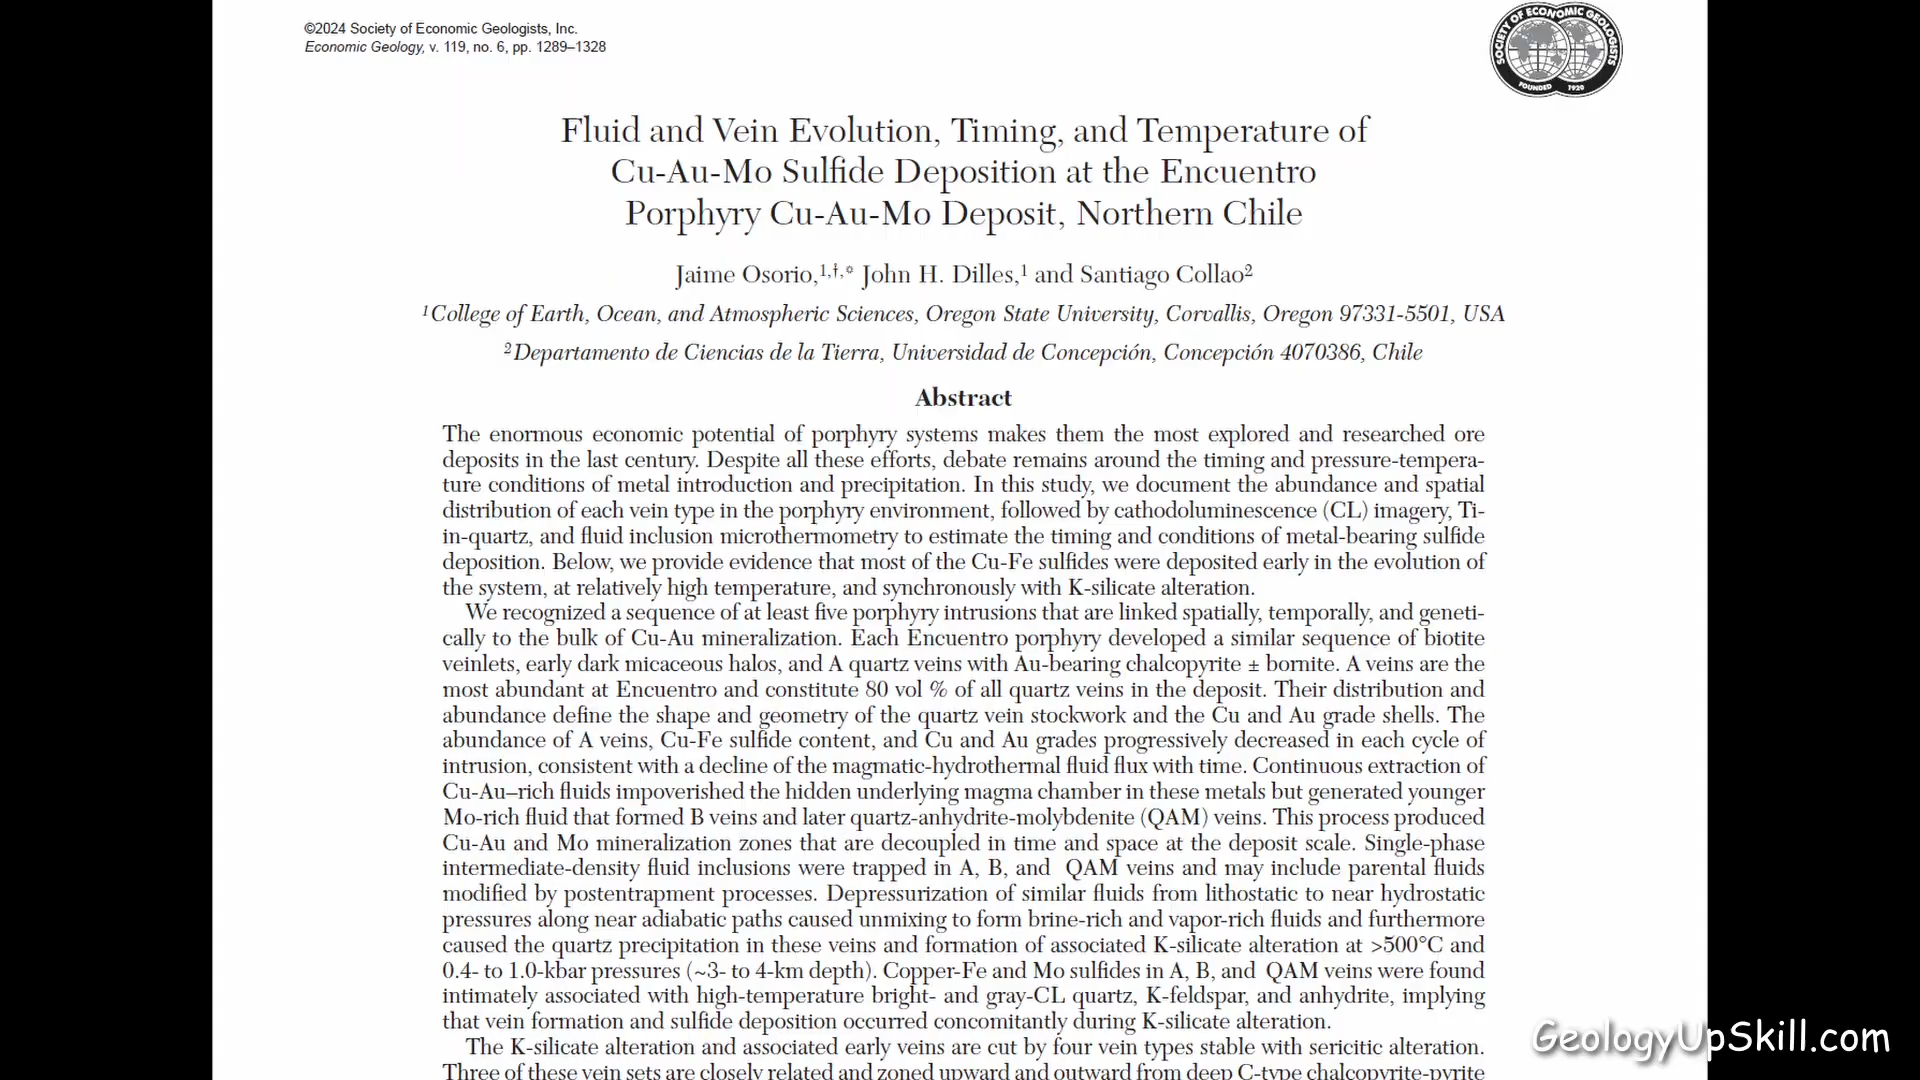 ©2024 Society of Economic Geologists, Inc.
Economic Geology, v. 119, no. 6, pp. 1289–1328
SOCIETY OF ECONOMIC GEOLOGISTS
FOUNDED 1920
Fluid and Vein Evolution, Timing, and Temperature of
Cu-Au-Mo Sulfide Deposition at the Encuentro
Porphyry Cu-Au-Mo Deposit, Northern Chile
Jaime Osorio,¹,†,* John H. Dilles,¹ and Santiago Collao²
¹College of Earth, Ocean, and Atmospheric Sciences, Oregon State University, Corvallis, Oregon 97331-5501, USA
²Departamento de Ciencias de la Tierra, Universidad de Concepción, Concepción 4070386, Chile
Abstract
The enormous economic potential of porphyry systems makes them the most explored and researched ore
deposits in the last century. Despite all these efforts, debate remains around the timing and pressure-tempera-
ture conditions of metal introduction and precipitation. In this study, we document the abundance and spatial
distribution of each vein type in the porphyry environment, followed by cathodoluminescence (CL) imagery, Ti-
in-quartz, and fluid inclusion microthermometry to estimate the timing and conditions of metal-bearing sulfide
deposition. Below, we provide evidence that most of the Cu-Fe sulfides were deposited early in the evolution of
the system, at relatively high temperature, and synchronously with K-silicate alteration.
We recognized a sequence of at least five porphyry intrusions that are linked spatially, temporally, and geneti-
cally to the bulk of Cu-Au mineralization. Each Encuentro porphyry developed a similar sequence of biotite
veinlets, early dark micaceous halos, and A quartz veins with Au-bearing chalcopyrite ± bornite. A veins are the
most abundant at Encuentro and constitute 80 vol % of all quartz veins in the deposit. Their distribution and
abundance define the shape and geometry of the quartz vein stockwork and the Cu and Au grade shells. The
abundance of A veins, Cu-Fe sulfide content, and Cu and Au grades progressively decreased in each cycle of
intrusion, consistent with a decline of the magmatic-hydrothermal fluid flux with time. Continuous extraction of
Cu-Au–rich fluids impoverished the hidden underlying magma chamber in these metals but generated younger
Mo-rich fluid that formed B veins and later quartz-anhydrite-molybdenite (QAM) veins. This process produced
Cu-Au and Mo mineralization zones that are decoupled in time and space at the deposit scale. Single-phase
intermediate-density fluid inclusions were trapped in A, B, and QAM veins and may include parental fluids
modified by postentrapment processes. Depressurization of similar fluids from lithostatic to near hydrostatic
pressures along near adiabatic paths caused unmixing to form brine-rich and vapor-rich fluids and furthermore
caused the quartz precipitation in these veins and formation of associated K-silicate alteration at >500°C and
0.4- to 1.0-kbar pressures (~3- to 4-km depth). Copper-Fe and Mo sulfides in A, B, and QAM veins were found
intimately associated with high-temperature bright- and gray-CL quartz, K-feldspar, and anhydrite, implying
that vein formation and sulfide deposition occurred concomitantly during K-silicate alteration.
The K-silicate alteration and associated early veins are cut by four vein types stable with sericitic alteration.
Three of these vein sets are closely related and zoned upward and outward from deep C-type chalcopyrite-pyrite
GeologyUpSkill.com